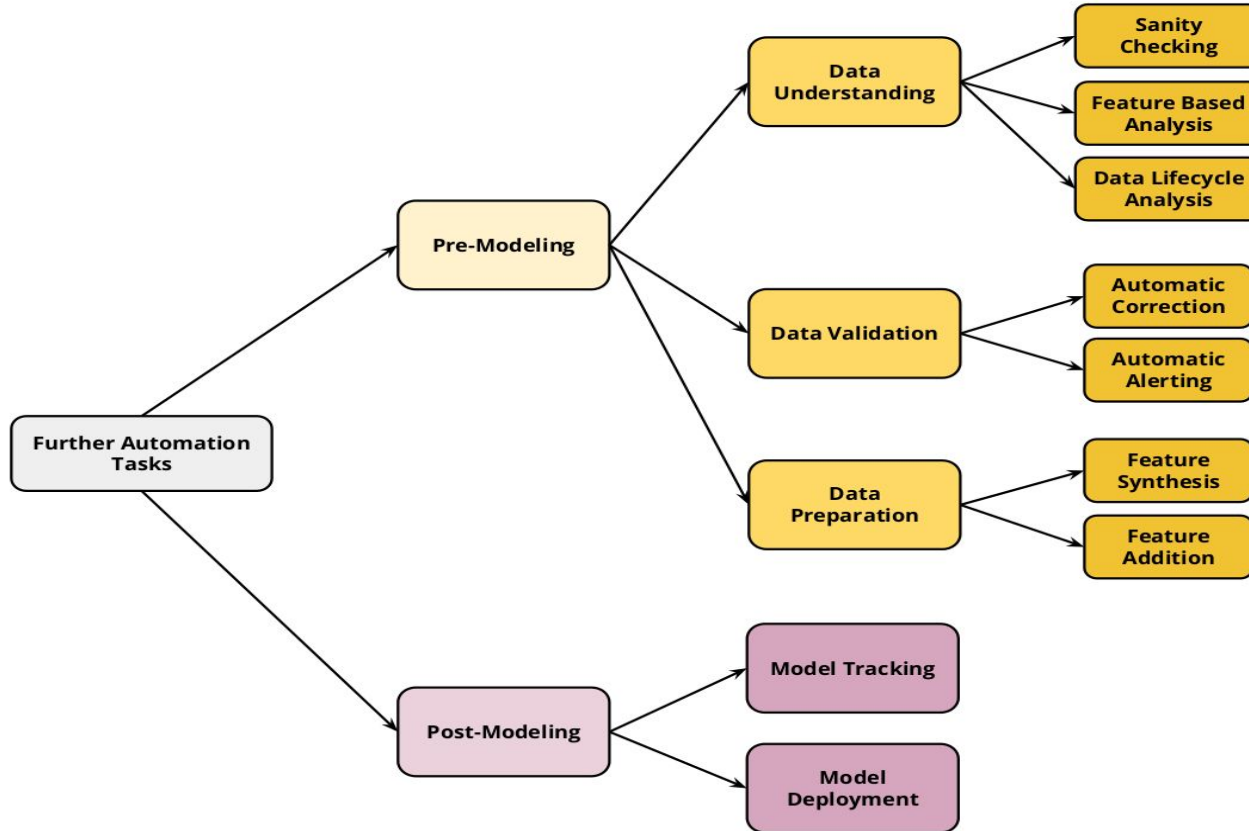 Sanity
Checking
Data
Understanding
Feature Based
Analysis
Data Lifecycle
Analysis
Pre-Modeling
Automatic
Correction
Data Validation
Automatic
Alerting
Further Automation
Tasks
Feature
Synthesis
Data
Preparation
Feature
Addition
Model Tracking
Post-Modeling
Model
Deployment